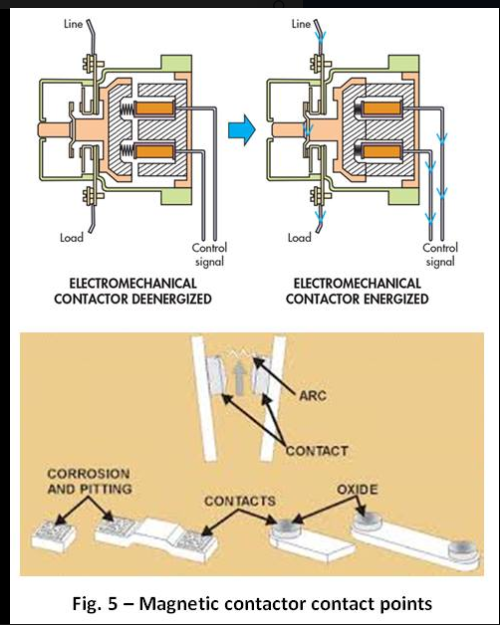 Line
Line
Load
Control
signal
Load
Control
signal
ELECTROMECHANICAL
CONTACTOR DEENERGIZED
ELECTROMECHANICAL
CONTACTOR ENERGIZED
ARC
CONTACT
CORROSION
AND PITTING
CONTACTS
OXIDE
Fig. 5 – Magnetic contactor contact points